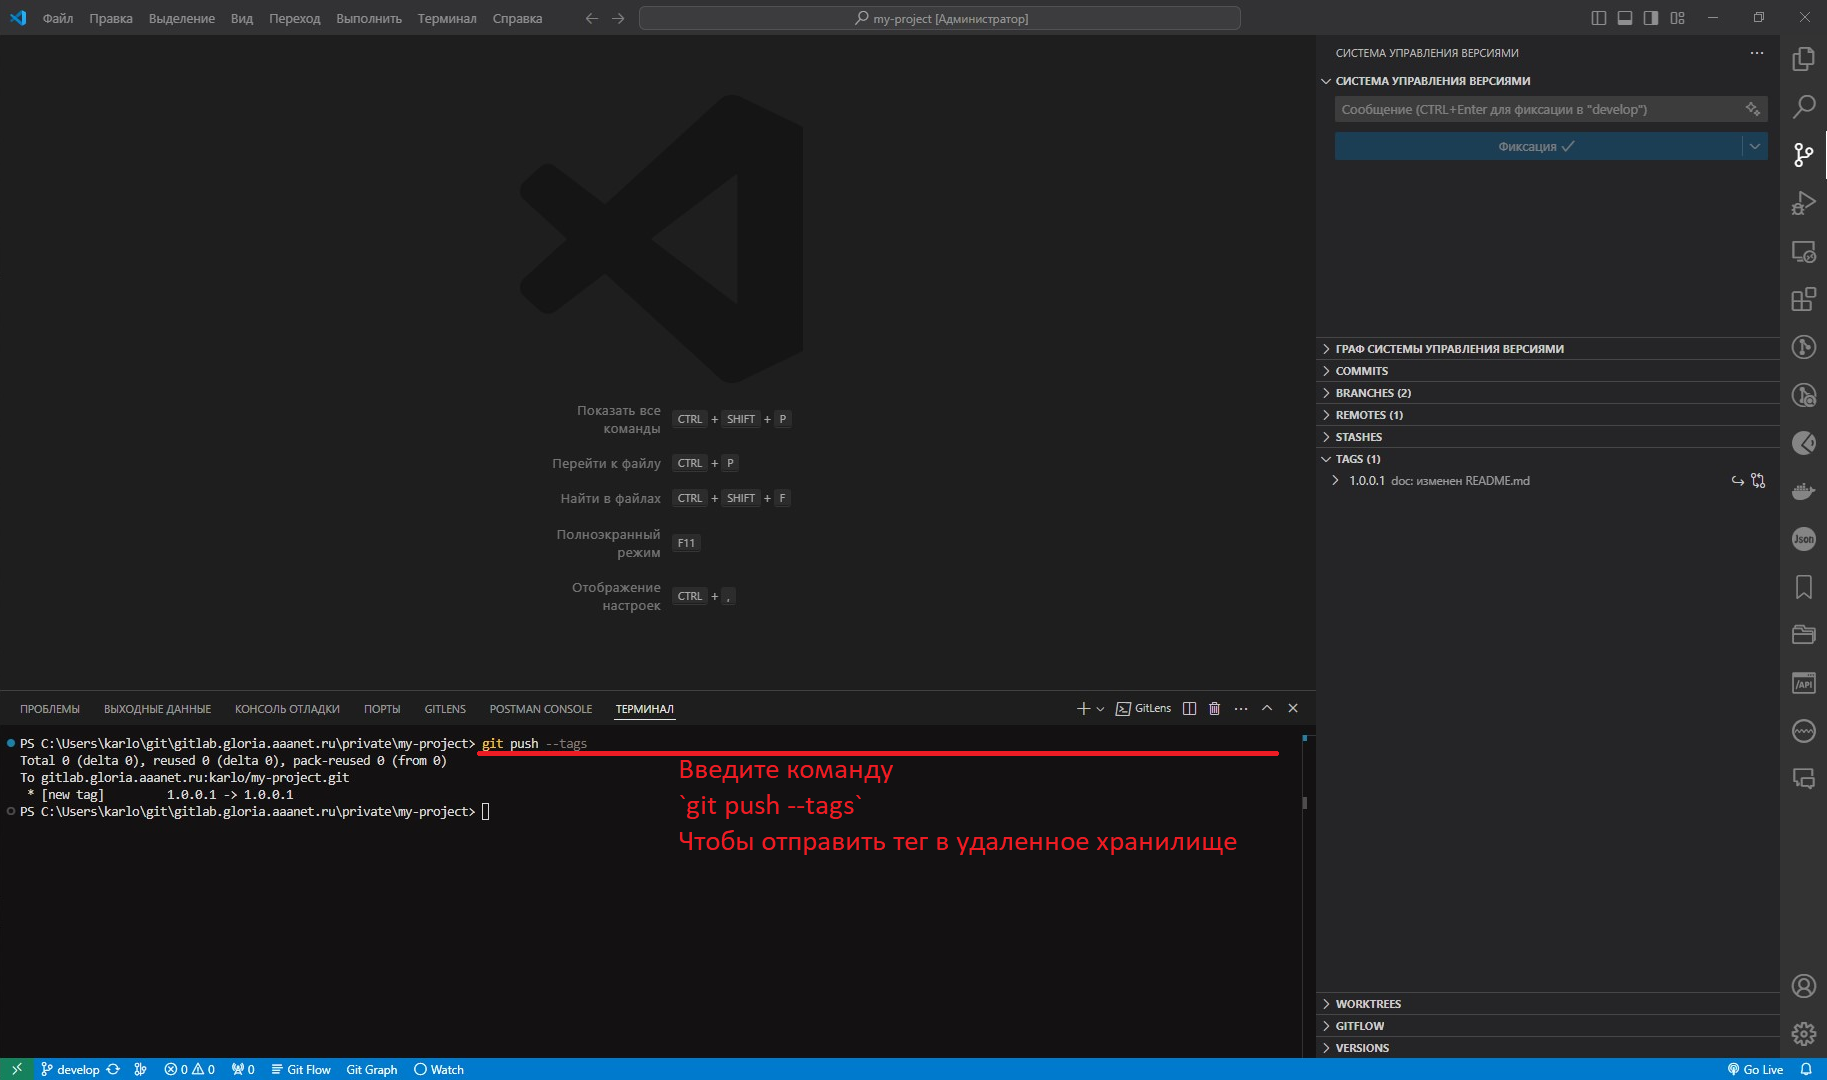 Файл Правка Выделение Вид Переход Выполнить Терминал Справка
my-project [Администратор]
Показать все команды CTRL + SHIFT + P
Перейти к файлу CTRL + P
Найти в файлах CTRL + SHIFT + F
Полноэкранный режим F11
Отображение настроек CTRL + ,
СИСТЕМА УПРАВЛЕНИЯ ВЕРСИЯМИ
СИСТЕМА УПРАВЛЕНИЯ ВЕРСИЯМИ
Сообщение (CTRL+Enter для фиксации в "develop")
Фиксация
ГРАФ СИСТЕМЫ УПРАВЛЕНИЯ ВЕРСИЯМИ
COMMITS
BRANCHES (2)
REMOTES (1)
STASHES
TAGS (1)
1.0.0.1 doc: изменен README.md
Json
/API
WORKTREES
GITFLOW
VERSIONS
ПРОБЛЕМЫ ВЫХОДНЫЕ ДАННЫЕ КОНСОЛЬ ОТЛАДКИ ПОРТЫ GITLENS POSTMAN CONSOLE ТЕРМИНАЛ
GitLens
PS C:\Users\karlo\git\gitlab.gloria.aaanet.ru\private\my-project> git push --tags
Total 0 (delta 0), reused 0 (delta 0), pack-reused 0 (from 0)
To gitlab.gloria.aaanet.ru:karlo/my-project.git
* [new tag] 1.0.0.1 -> 1.0.0.1
PS C:\Users\karlo\git\gitlab.gloria.aaanet.ru\private\my-project>
Введите команду
`git push --tags`
Чтобы отправить тег в удаленное хранилище
develop 0 0 0 Git Flow Git Graph Watch Go Live